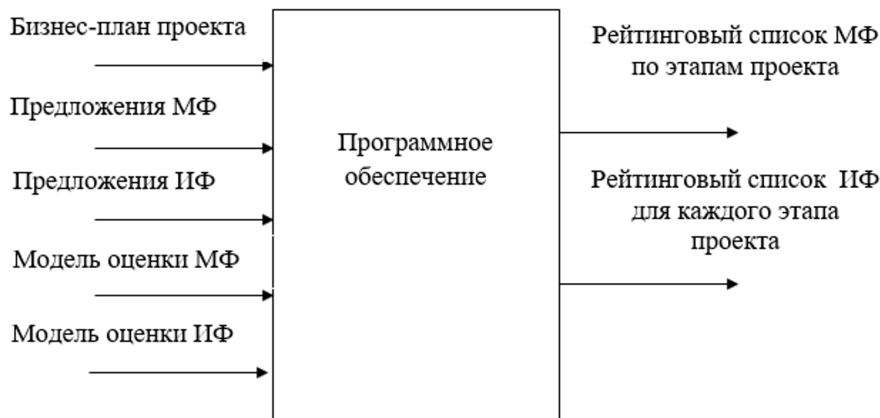 Бизнес-план проекта
Предложения МФ
Предложения ИФ
Модель оценки МФ
Модель оценки ИФ
Программное
обеспечение
Рейтинговый список МФ
по этапам проекта
Рейтинговый список ИФ
для каждого этапа
проекта